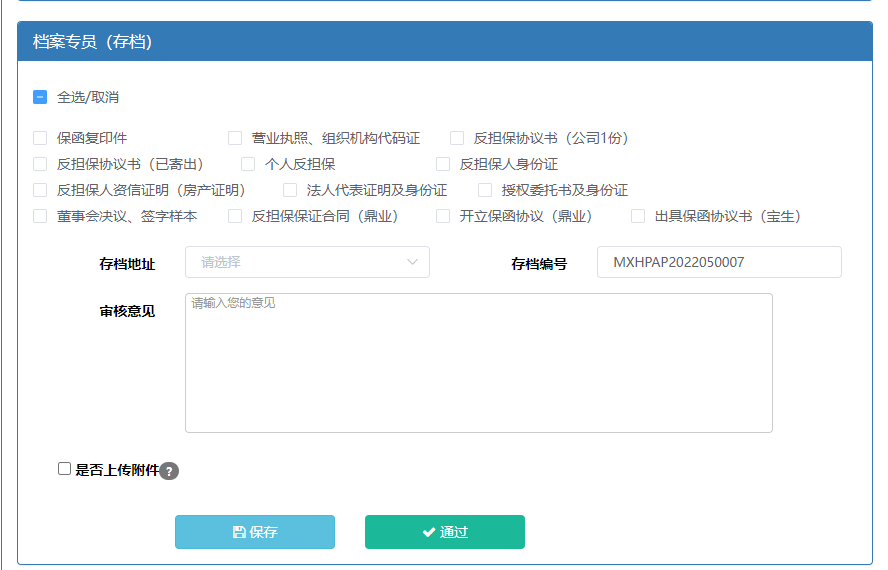 档案专员（存档）
全选/取消
保函复印件 营业执照、组织机构代码证 反担保协议书（公司1份）
反担保协议书（已寄出） 个人反担保 反担保人身份证
反担保人资信证明（房产证明） 法人代表证明及身份证 授权委托书及身份证
董事会决议、签字样本 反担保保证合同（鼎业） 开立保函协议（鼎业） 出具保函协议书（宝生）
存档地址 请选择 存档编号 MXHPAP2022050007
审核意见 请输入您的意见
是否上传附件 ?
保存 通过